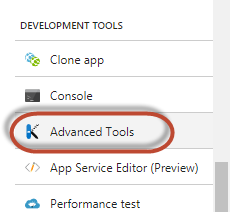 DEVELOPMENT TOOLS
Clone app
Console
Advanced Tools
App Service Editor (Preview)
Performance test